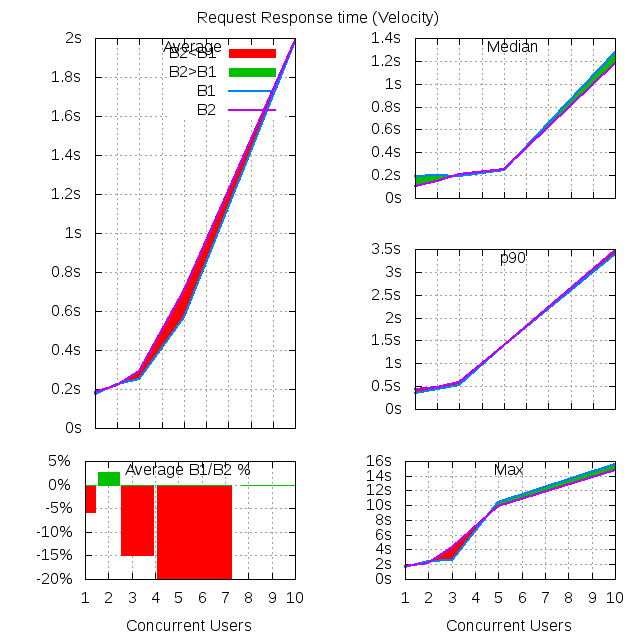 Request Response time (Velocity)
Average
B2<B1
B2>B1
B1
B2
2s
1.8s
1.6s
1.4s
1.2s
1s
0.8s
0.6s
0.4s
0.2s
0s
Median
1.4s
1.2s
1s
0.8s
0.6s
0.4s
0.2s
0s
p90
3.5s
3s
2.5s
2s
1.5s
1s
0.5s
0s
Average B1/B2 %
5%
0%
-5%
-10%
-15%
-20%
1 2 3 4 5 6 7 8 9 10
Concurrent Users
Max
16s
14s
12s
10s
8s
6s
4s
2s
0s
1 2 3 4 5 6 7 8 9 10
Concurrent Users